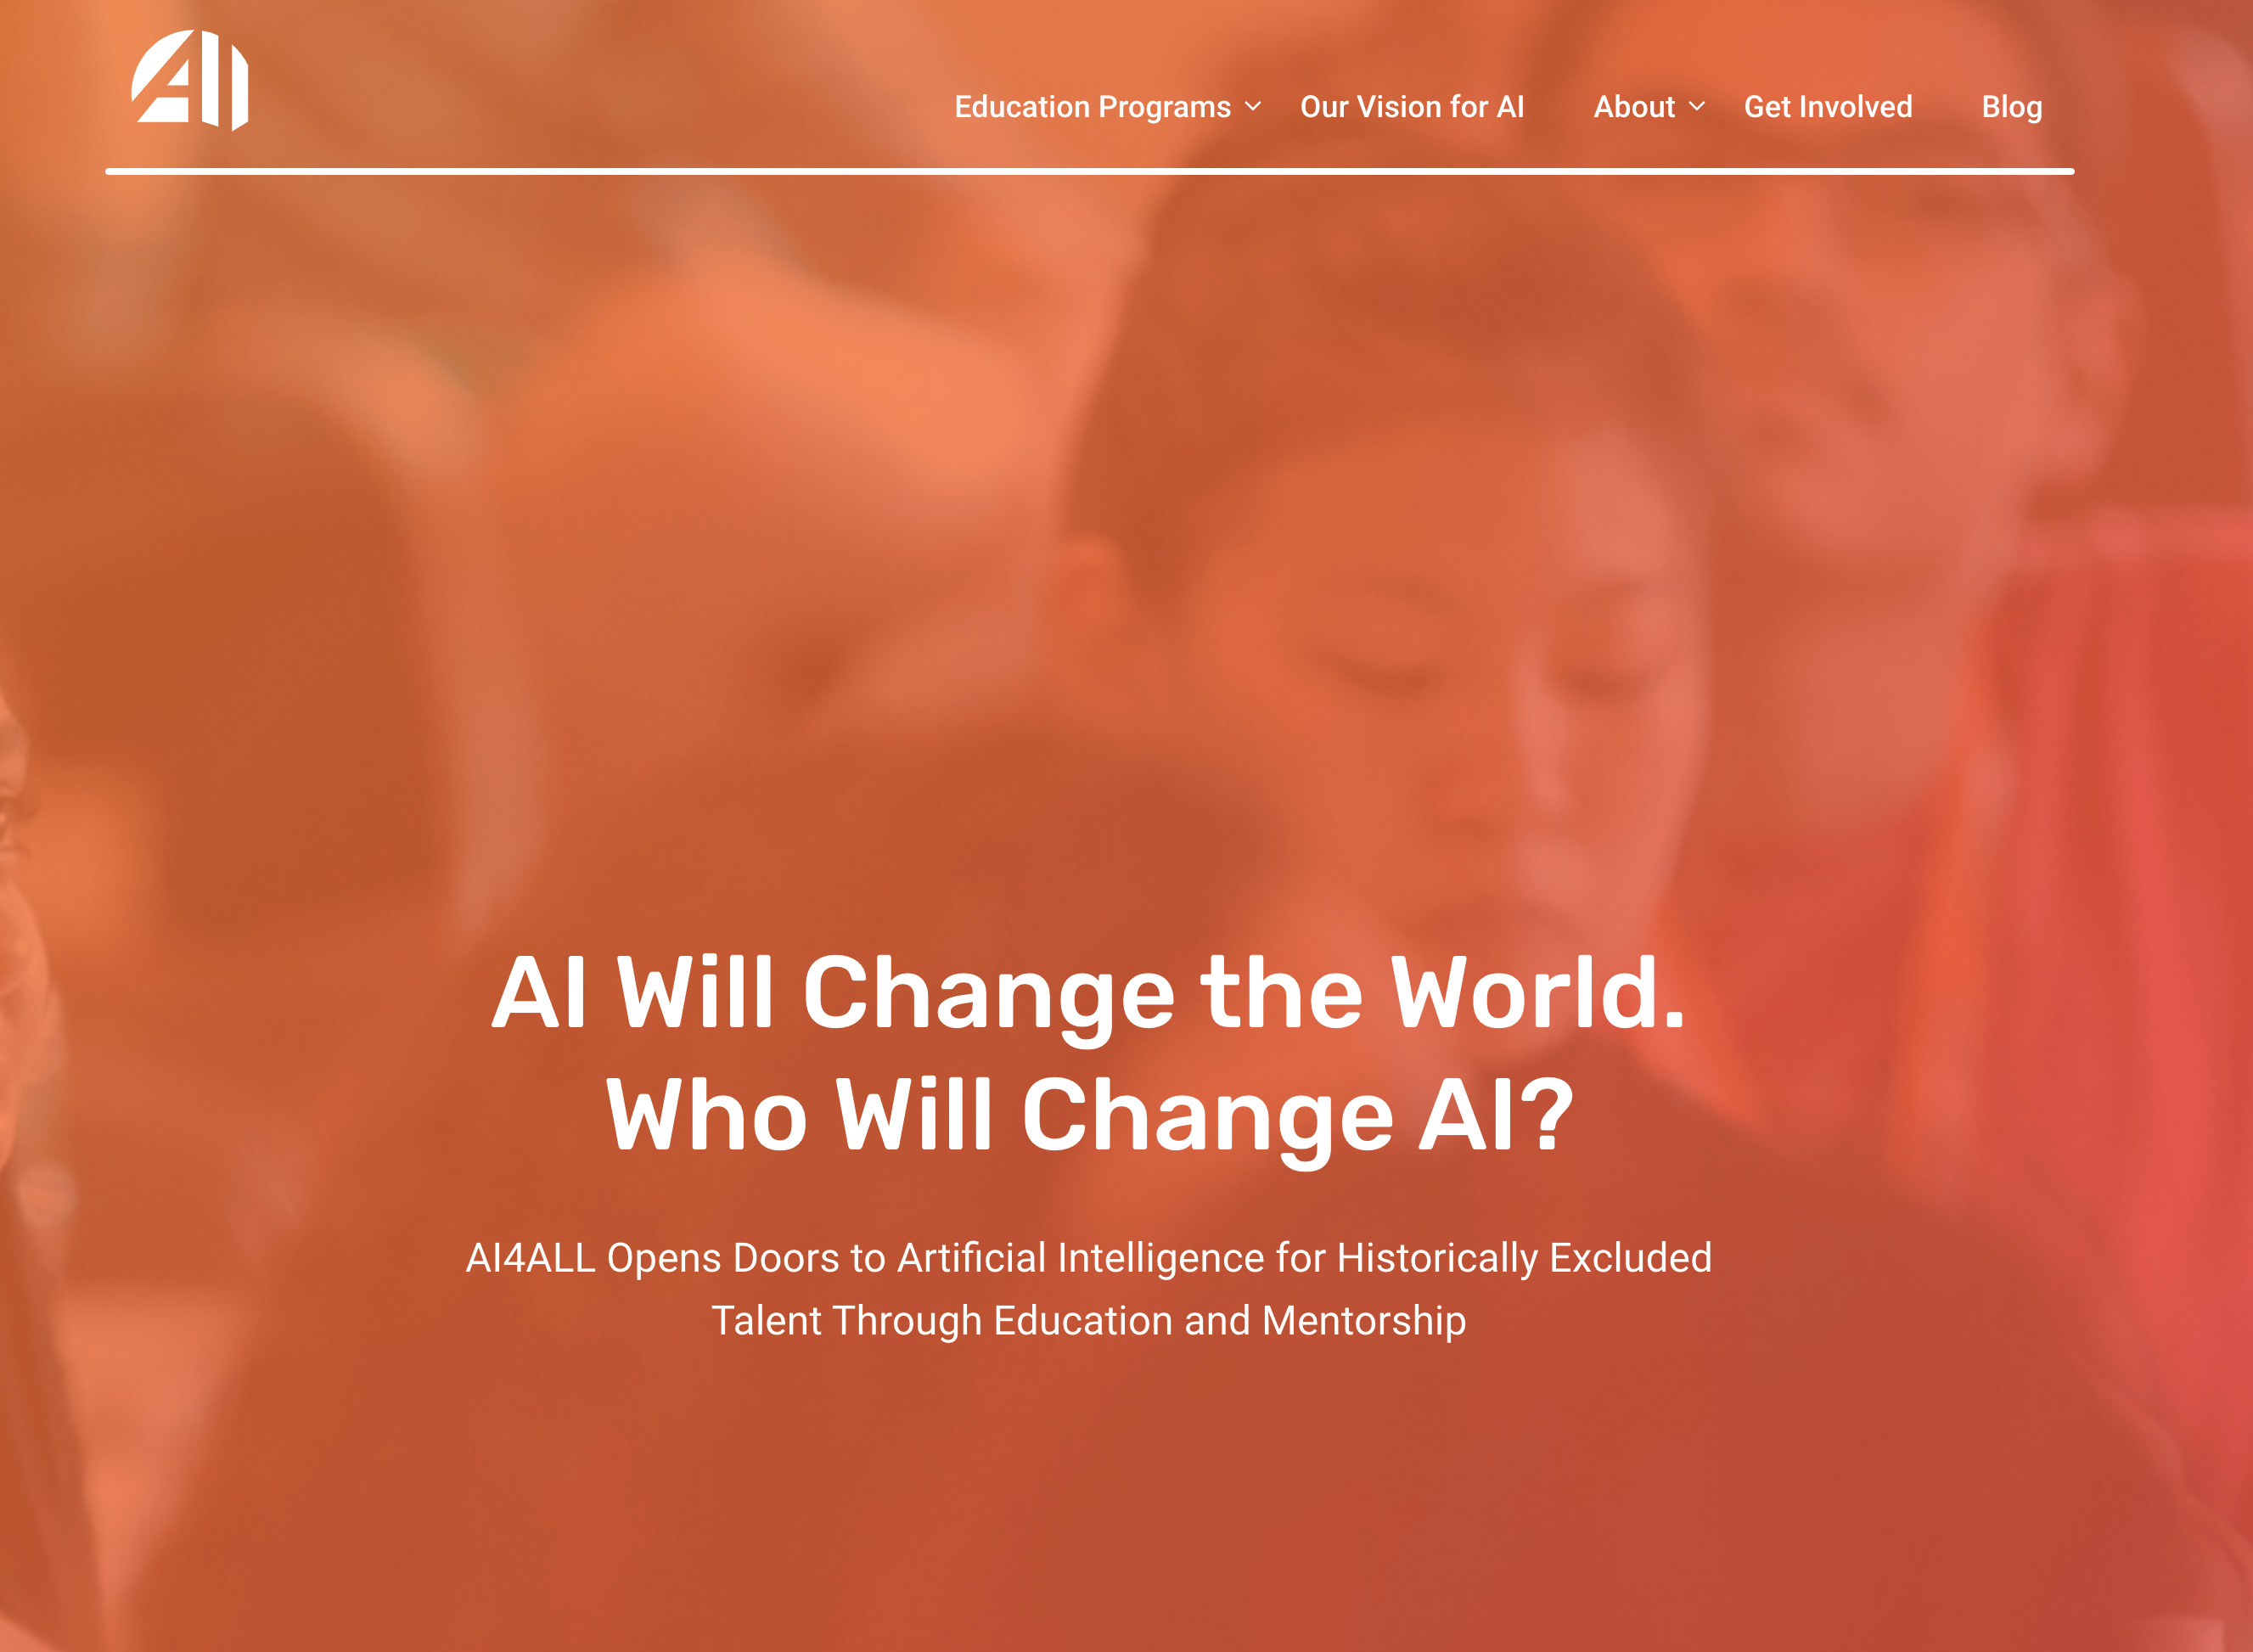 AI
Education Programs
Our Vision for AI
About
Get Involved
Blog
AI Will Change the World.
Who Will Change AI?
AI4ALL Opens Doors to Artificial Intelligence for Historically Excluded
Talent Through Education and Mentorship